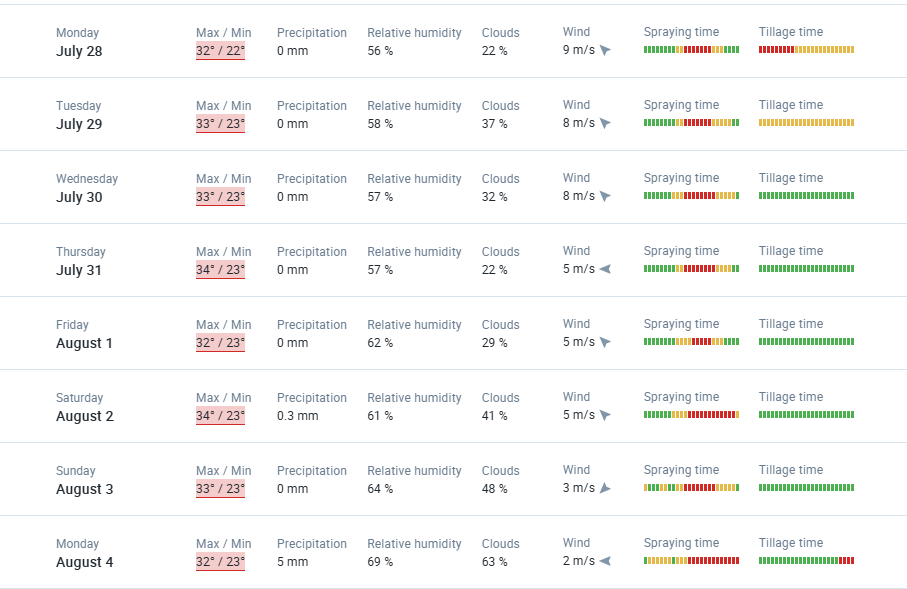 Monday Max / Min Precipitation Relative humidity Clouds Wind Spraying time Tillage time
July 28 32° / 22° 0 mm 56 % 22 % 9 m/s
Tuesday Max / Min Precipitation Relative humidity Clouds Wind Spraying time Tillage time
July 29 33° / 23° 0 mm 58 % 37 % 8 m/s
Wednesday Max / Min Precipitation Relative humidity Clouds Wind Spraying time Tillage time
July 30 33° / 23° 0 mm 57 % 32 % 8 m/s
Thursday Max / Min Precipitation Relative humidity Clouds Wind Spraying time Tillage time
July 31 34° / 23° 0 mm 57 % 22 % 5 m/s
Friday Max / Min Precipitation Relative humidity Clouds Wind Spraying time Tillage time
August 1 32° / 23° 0 mm 62 % 29 % 5 m/s
Saturday Max / Min Precipitation Relative humidity Clouds Wind Spraying time Tillage time
August 2 34° / 23° 0.3 mm 61 % 41 % 5 m/s
Sunday Max / Min Precipitation Relative humidity Clouds Wind Spraying time Tillage time
August 3 33° / 23° 0 mm 64 % 48 % 3 m/s
Monday Max / Min Precipitation Relative humidity Clouds Wind Spraying time Tillage time
August 4 32° / 23° 5 mm 69 % 63 % 2 m/s